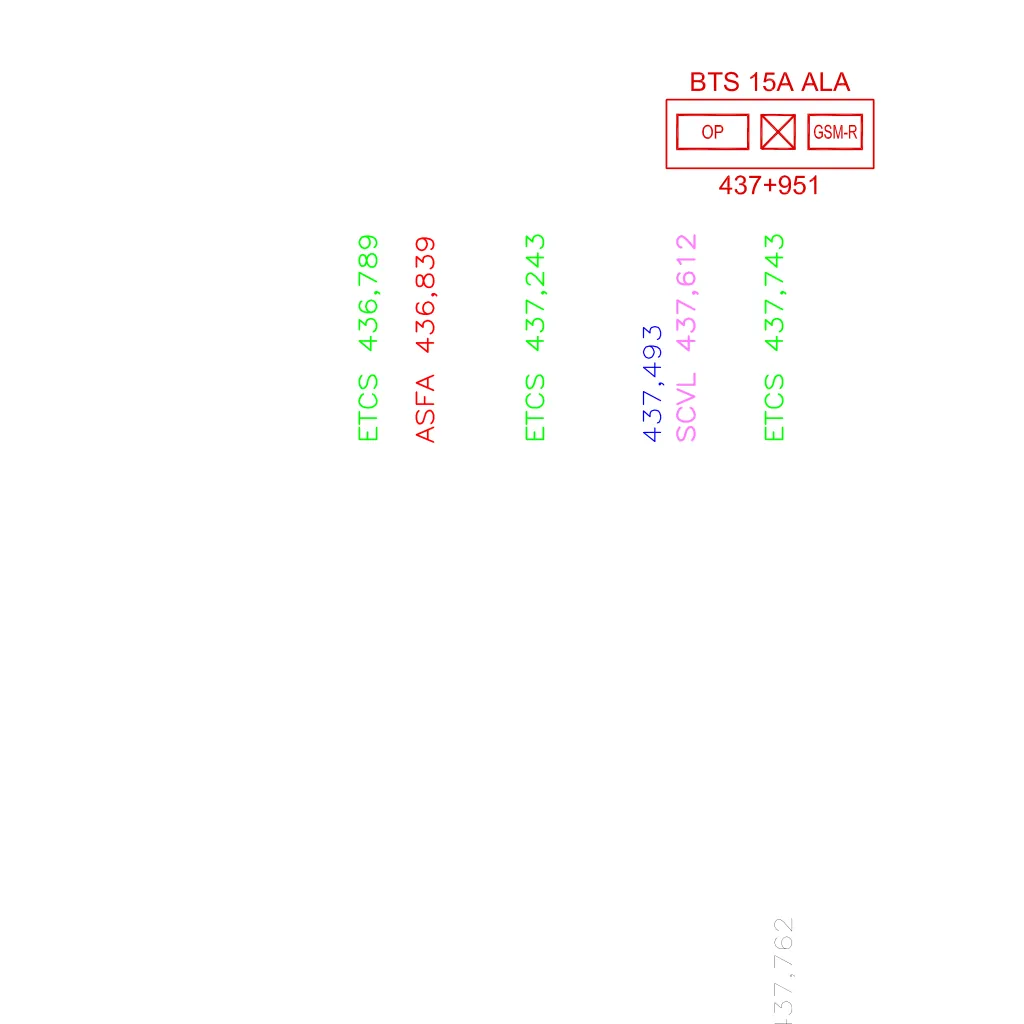 BTS 15A ALA
OP
GSM-R
437+951
ETCS 436,789
ASFA 436,839
ETCS 437,243
437,493
SCVL 437,612
ETCS 437,743
437,762